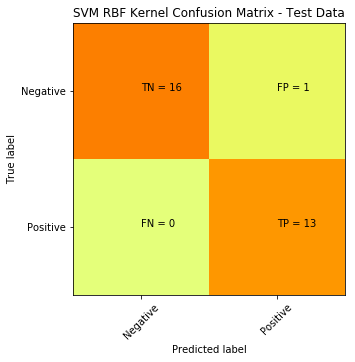 SVM RBF Kernel Confusion Matrix - Test Data
True label
Negative
TN = 16
FP = 1
Positive
FN = 0
TP = 13
Negative
Positive
Predicted label